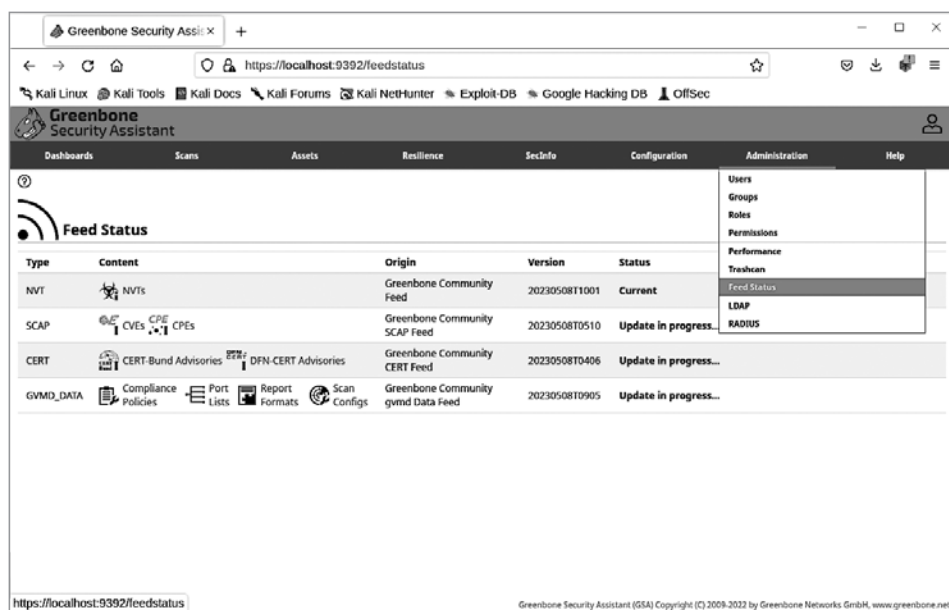 Greenbone Security Assi ×
+
https://localhost:9392/feedstatus
Kali Linux Kali Tools Kali Docs Kali Forums Kali NetHunter Exploit-DB Google Hacking DB OffSec
Greenbone
Security Assistant
Dashboards Scans Assets Resilience SecInfo Configuration Administration Help
Users
Groups
Roles
Permissions
Performance
Trashcan
Feed Status
LDAP
RADIUS
Feed Status
Type Content Origin Version Status
NVT NVTs Greenbone Community Feed 20230508T1001 Current
SCAP CVE CVEs CPE CPEs Greenbone Community SCAP Feed 20230508T0510 Update in progress...
CERT CERT-Bund Advisories DFN-CERT Advisories Greenbone Community CERT Feed 20230508T0406 Update in progress...
GVMD_DATA Compliance Policies Port Lists Report Formats Scan Configs Greenbone Community gvmd Data Feed 20230508T0905 Update in progress...
https://localhost:9392/feedstatus
Greenbone Security Assistant (GSA) Copyright (C) 2009-2022 by Greenbone Networks GmbH, www.greenbone.net